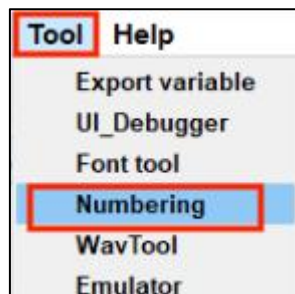 Tool Help
Export variable
UI_Debugger
Font tool
Numbering
WavTool
Emulator